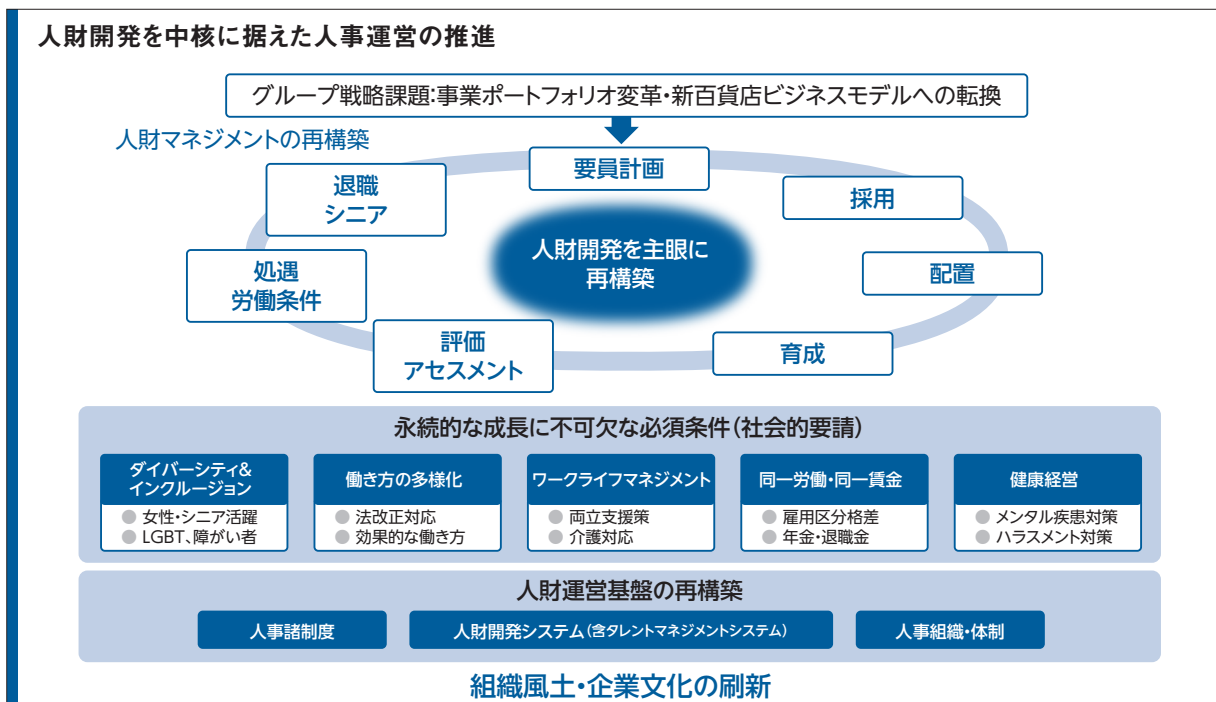 人財開発を中核に据えた人事運営の推進
グループ戦略課題:事業ポートフォリオ変革・新百貨店ビジネスモデルへの転換
人財マネジメントの再構築
要員計画
採用
配置
育成
評価
アセスメント
処遇
労働条件
退職
シニア
人財開発を主眼に
再構築
永続的な成長に不可欠な必須条件(社会的要請)
ダイバーシティ&
インクルージョン
● 女性・シニア活躍
● LGBT、障がい者
働き方の多様化
● 法改正対応
● 効果的な働き方
ワークライフマネジメント
● 両立支援策
● 介護対応
同一労働・同一賃金
● 雇用区分格差
● 年金・退職金
健康経営
● メンタル疾患対策
● ハラスメント対策
人財運営基盤の再構築
人事諸制度
人財開発システム(含タレントマネジメントシステム)
人事組織・体制
組織風土・企業文化の刷新